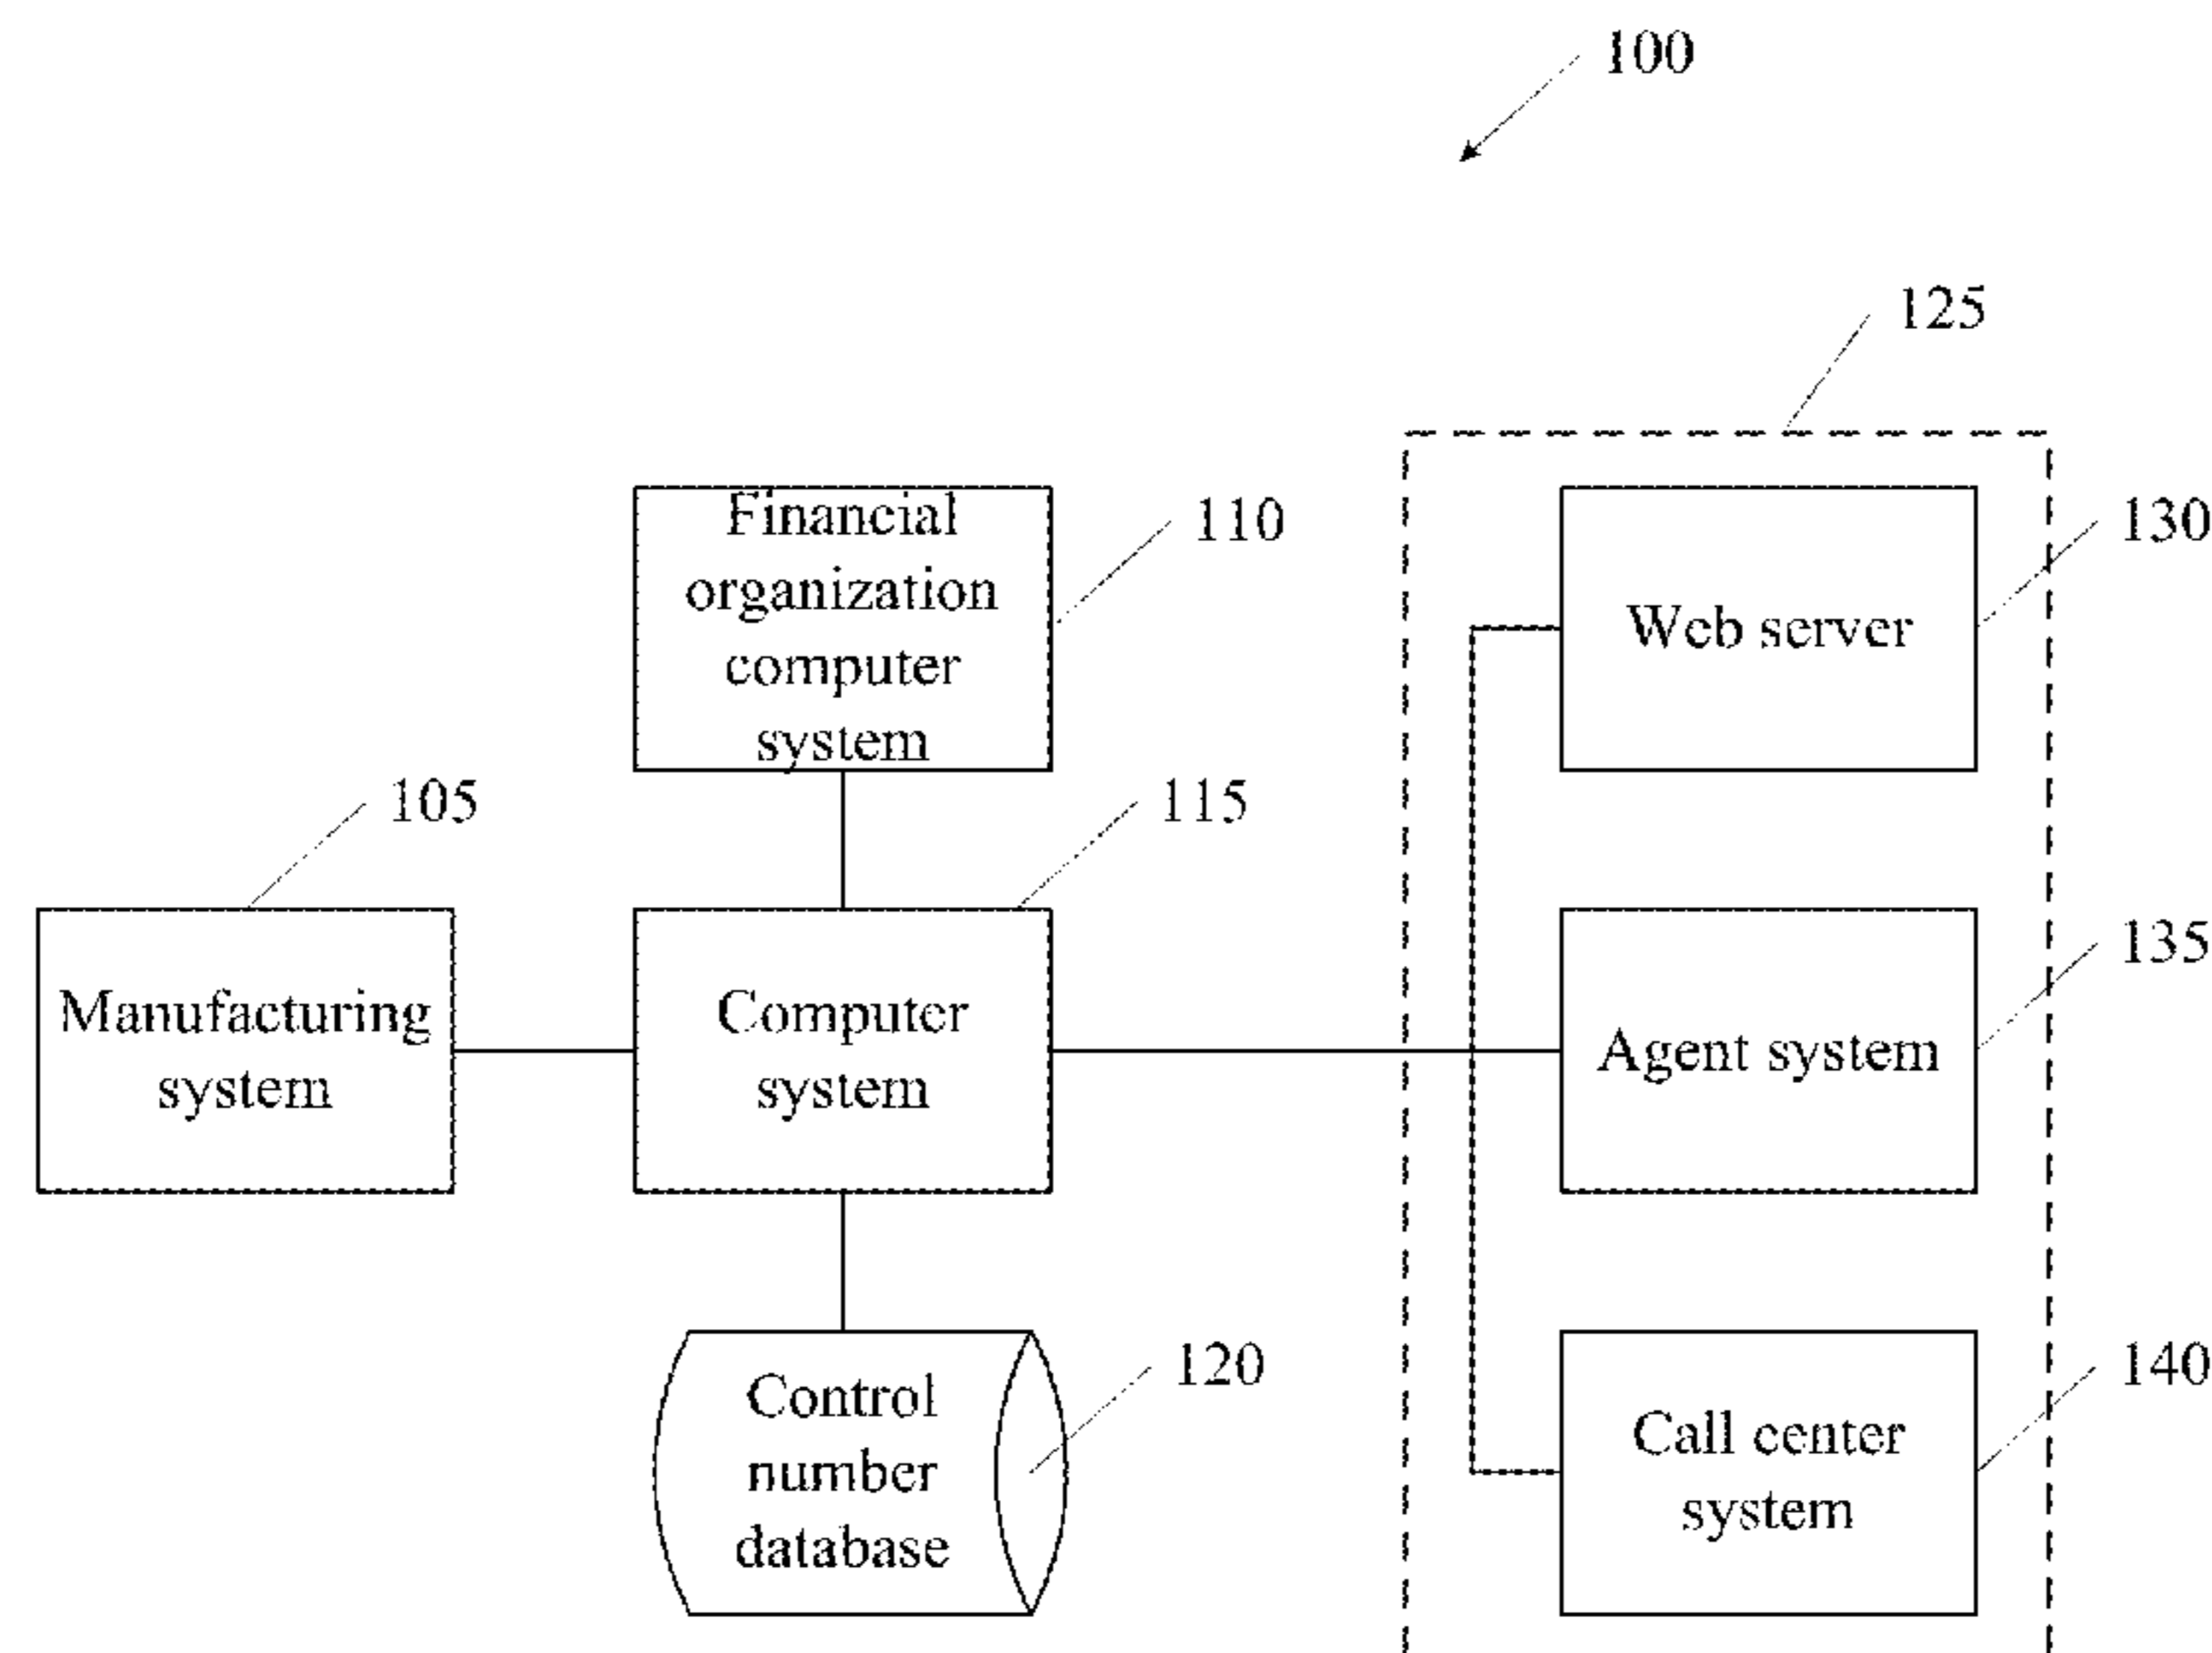 100
125
Financial
organization
computer
system
110
Web server
130
105
115
Manufacturing
system
Computer
system
Agent system
135
Control
number
database
120
Call center
system
140